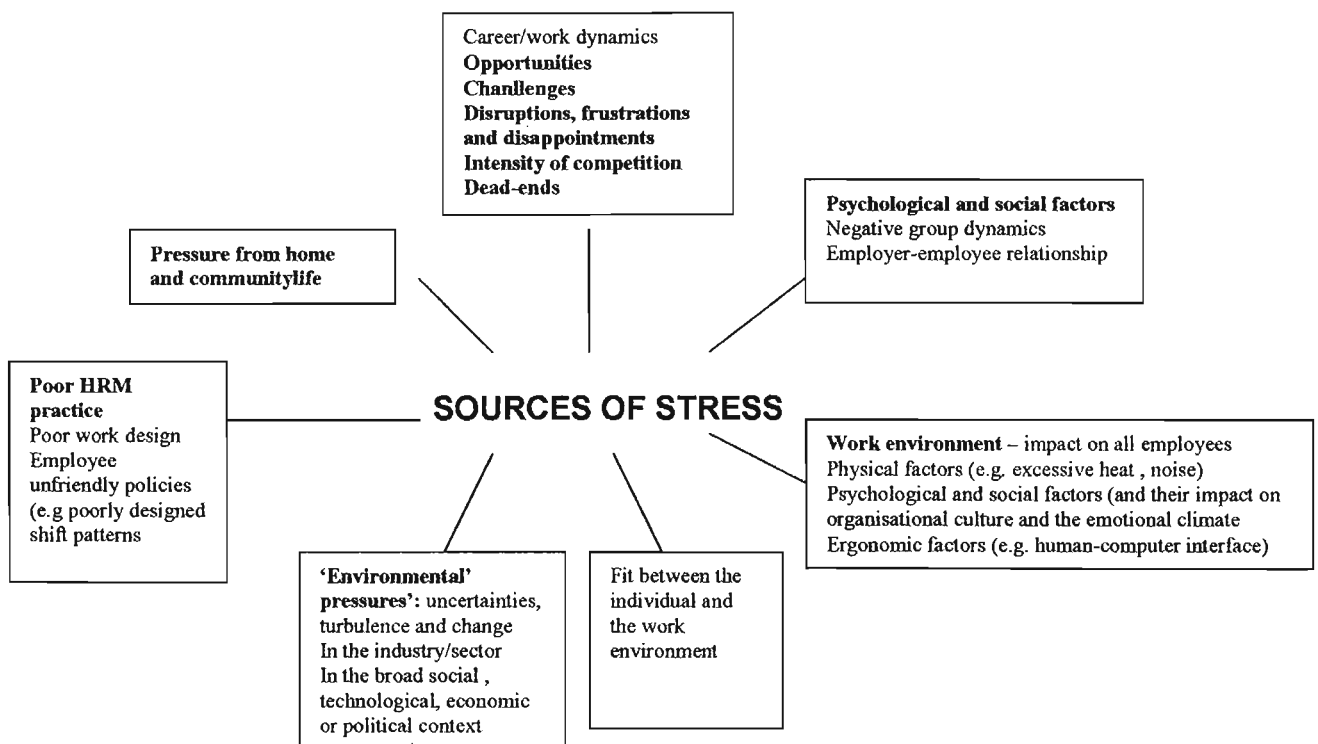 Career/work dynamics
Opportunities
Chanllenges
Disruptions, frustrations
and disappointments
Intensity of competition
Dead-ends
Psychological and social factors
Negative group dynamics
Employer-employee relationship
Pressure from home
and communitylife
Poor HRM
practice
Poor work design
Employee
unfriendly policies
(e.g poorly designed
shift patterns
SOURCES OF STRESS
Work environment – impact on all employees
Physical factors (e.g. excessive heat , noise)
Psychological and social factors (and their impact on
organisational culture and the emotional climate
Ergonomic factors (e.g. human-computer interface)
‘Environmental’
pressures’: uncertainties,
turbulence and change
In the industry/sector
In the broad social ,
technological, economic
or political context
Fit between the
individual and
the work
environment